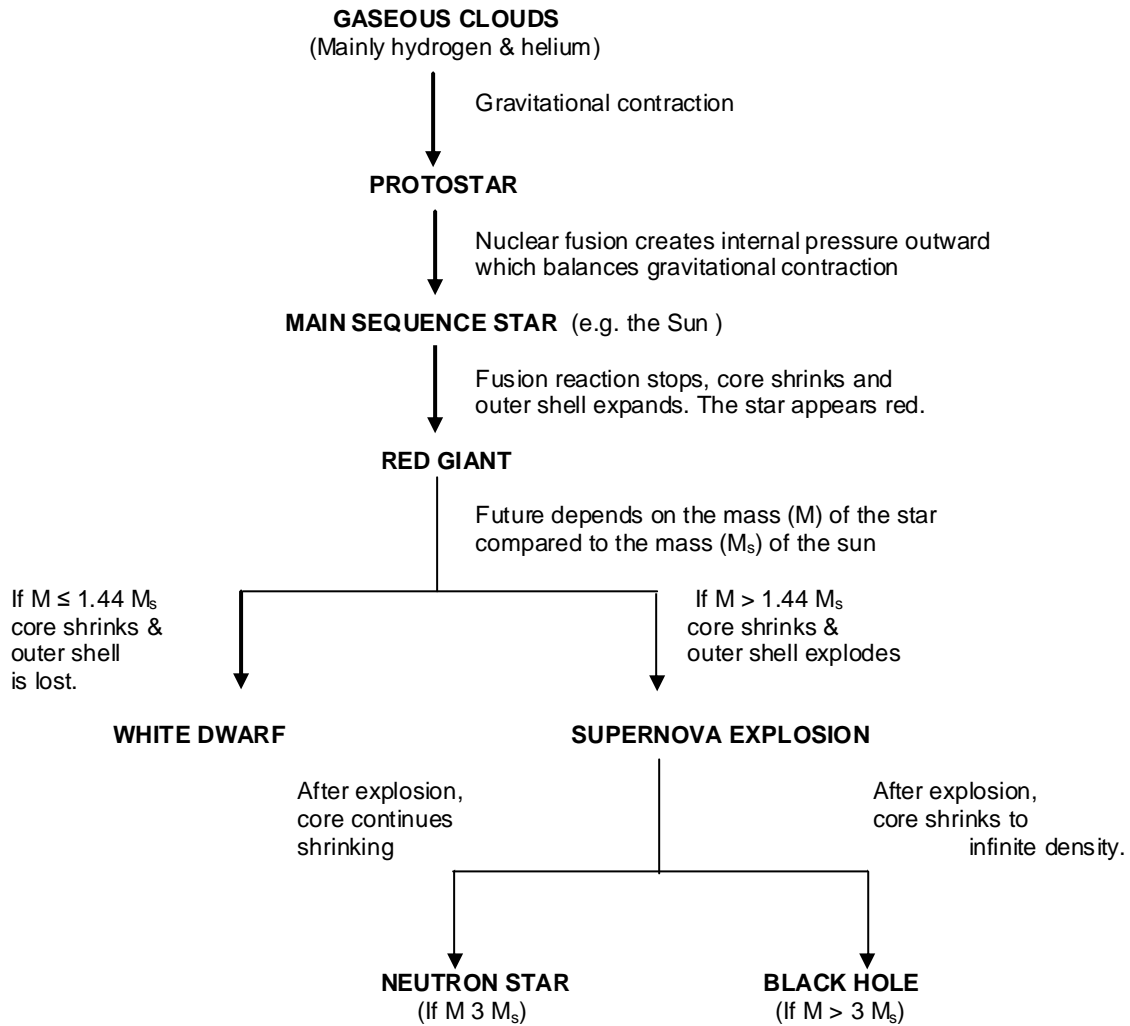 GASEOUS CLOUDS
(Mainly hydrogen & helium)
Gravitational contraction
PROTOSTAR
Nuclear fusion creates internal pressure outward
which balances gravitational contraction
MAIN SEQUENCE STAR (e.g. the Sun )
Fusion reaction stops, core shrinks and
outer shell expands. The star appears red.
RED GIANT
Future depends on the mass (M) of the star
compared to the mass (Mₛ) of the sun
If M ≤ 1.44 Mₛ
core shrinks &
outer shell
is lost.
If M > 1.44 Mₛ
core shrinks &
outer shell explodes
WHITE DWARF
SUPERNOVA EXPLOSION
After explosion,
core continues
shrinking
After explosion,
core shrinks to
infinite density.
NEUTRON STAR
(If M 3 Mₛ)
BLACK HOLE
(If M > 3 Mₛ)